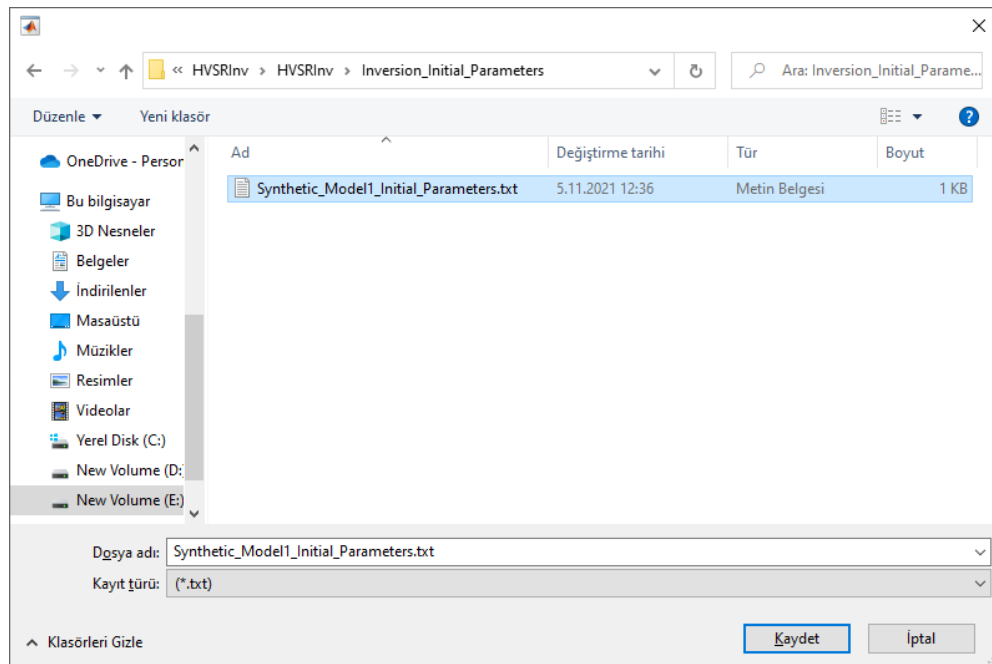 « HVSRInv > HVSRInv > Inversion_Initial_Parameters
Ara: Inversion_Initial_Parame...
Düzenle Yeni klasör
Ad Değiştirme tarihi Tür Boyut
Synthetic_Model1_Initial_Parameters.txt 5.11.2021 12:36 Metin Belgesi 1 KB
OneDrive - Person
Bu bilgisayar
3D Nesneler
Belgeler
İndirilenler
Masaüstü
Müzikler
Resimler
Videolar
Yerel Disk (C:)
New Volume (D:)
New Volume (E:)
Dosya adı: Synthetic_Model1_Initial_Parameters.txt
Kayıt türü: (*.txt)
Klasörleri Gizle
Kaydet İptal